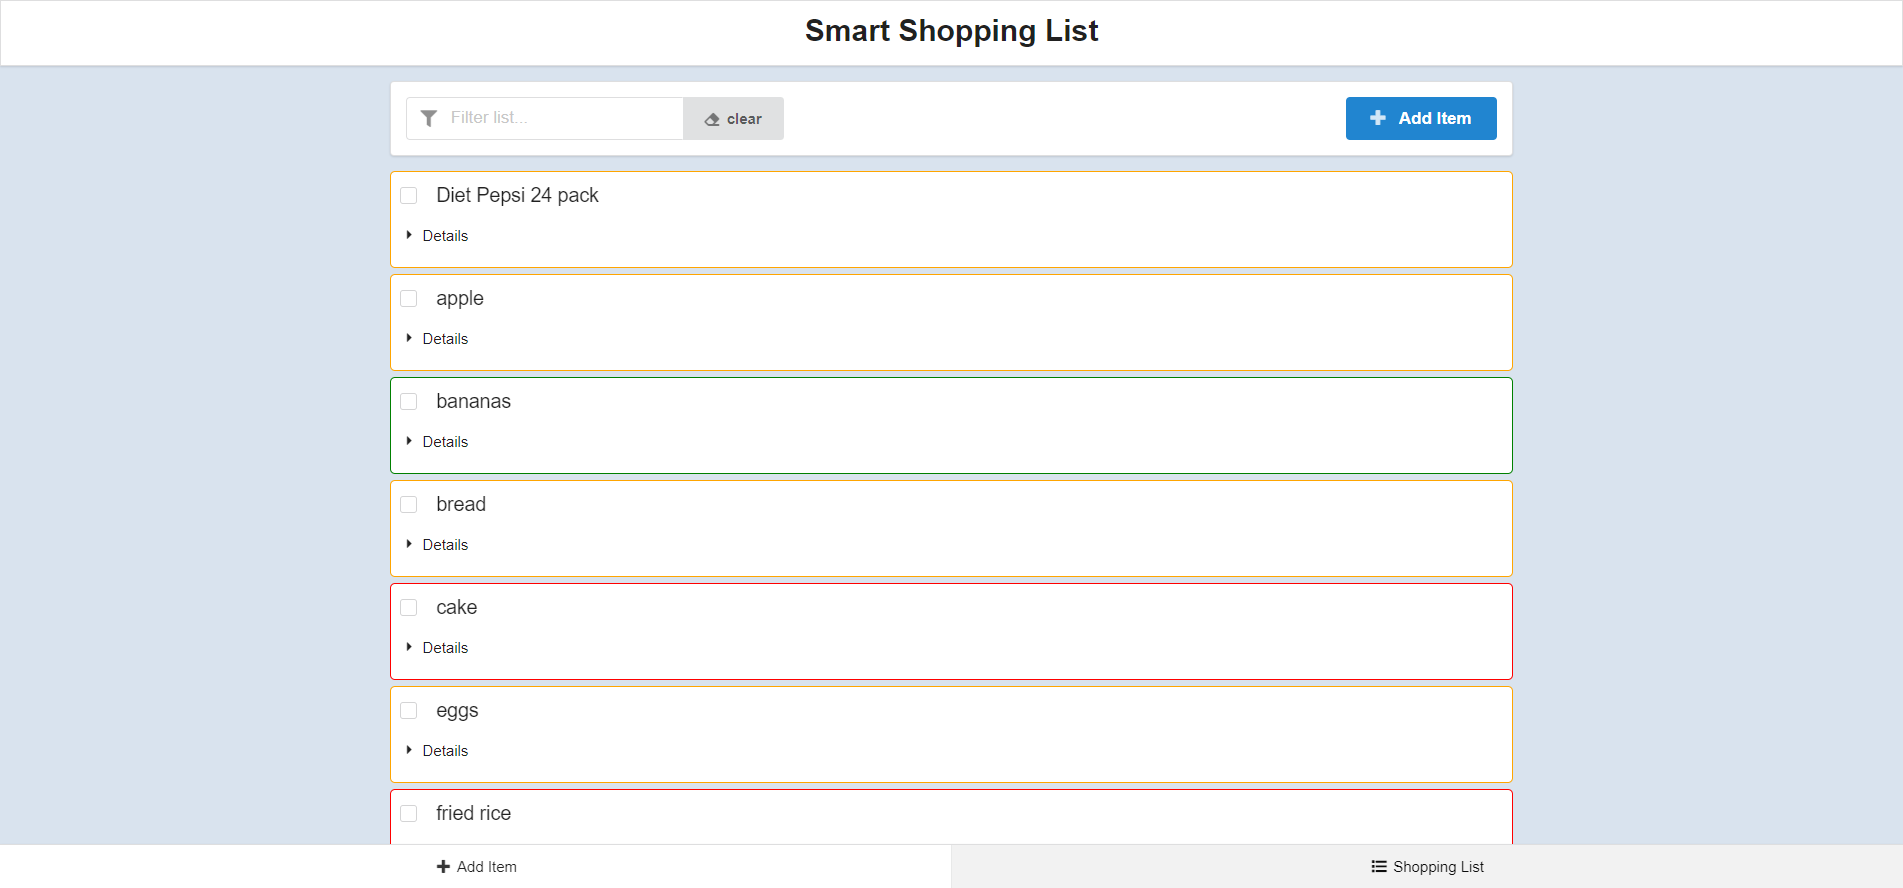 Smart Shopping List
Filter list...
clear
Add Item
Diet Pepsi 24 pack
Details
apple
Details
bananas
Details
bread
Details
cake
Details
eggs
Details
fried rice
Add Item
Shopping List